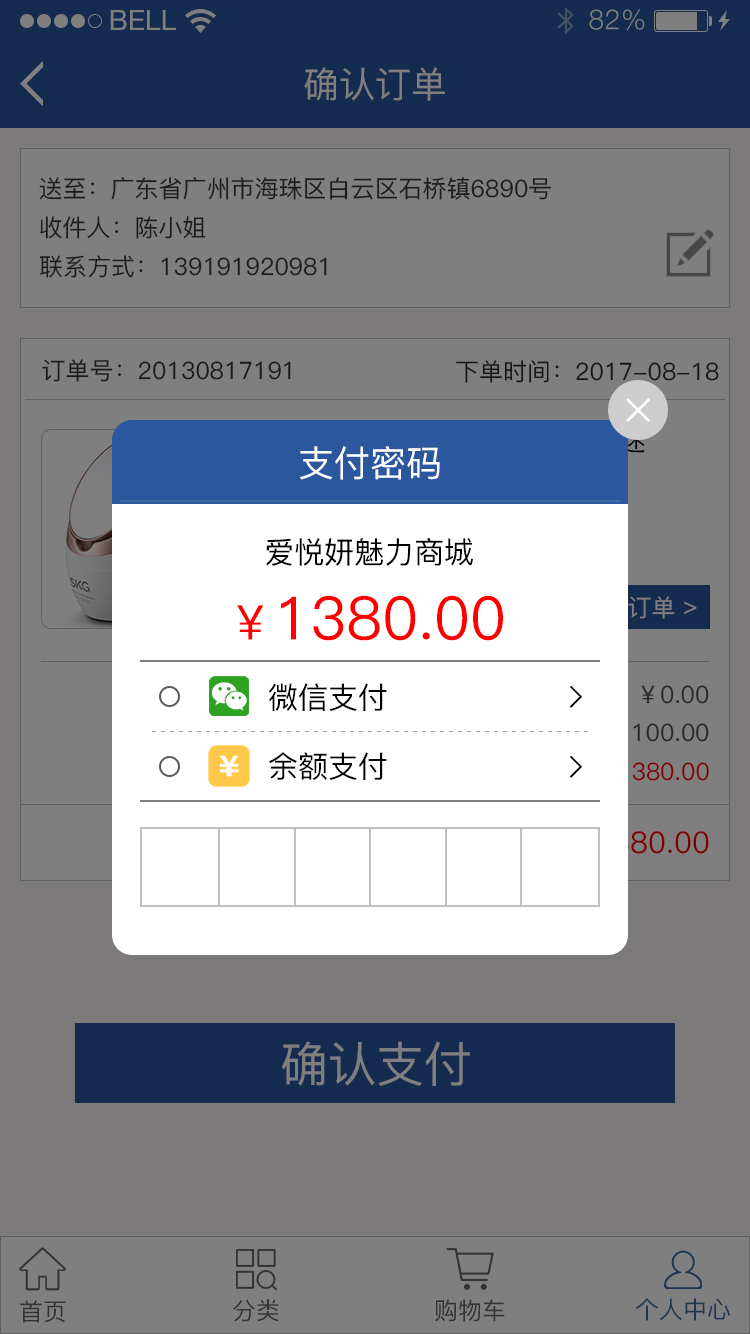 BELL 82%
确认订单
送至：广东省广州市海珠区白云区石桥镇6890号
收件人：陈小姐
联系方式：139191920981
订单号：20130817191 下单时间：2017-08-18
支付密码
爱悦妍魅力商城
¥ 1380.00
SKG
订单 >
微信支付
¥ 0.00
100.00
余额支付
380.00
80.00
确认支付
首页 分类 购物车 个人中心